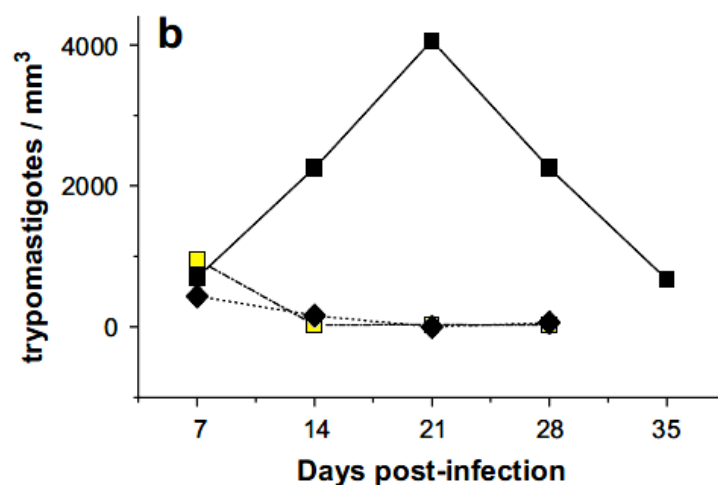 b
trypomastigotes / mm³
4000
2000
0
7 14 21 28 35
Days post-infection